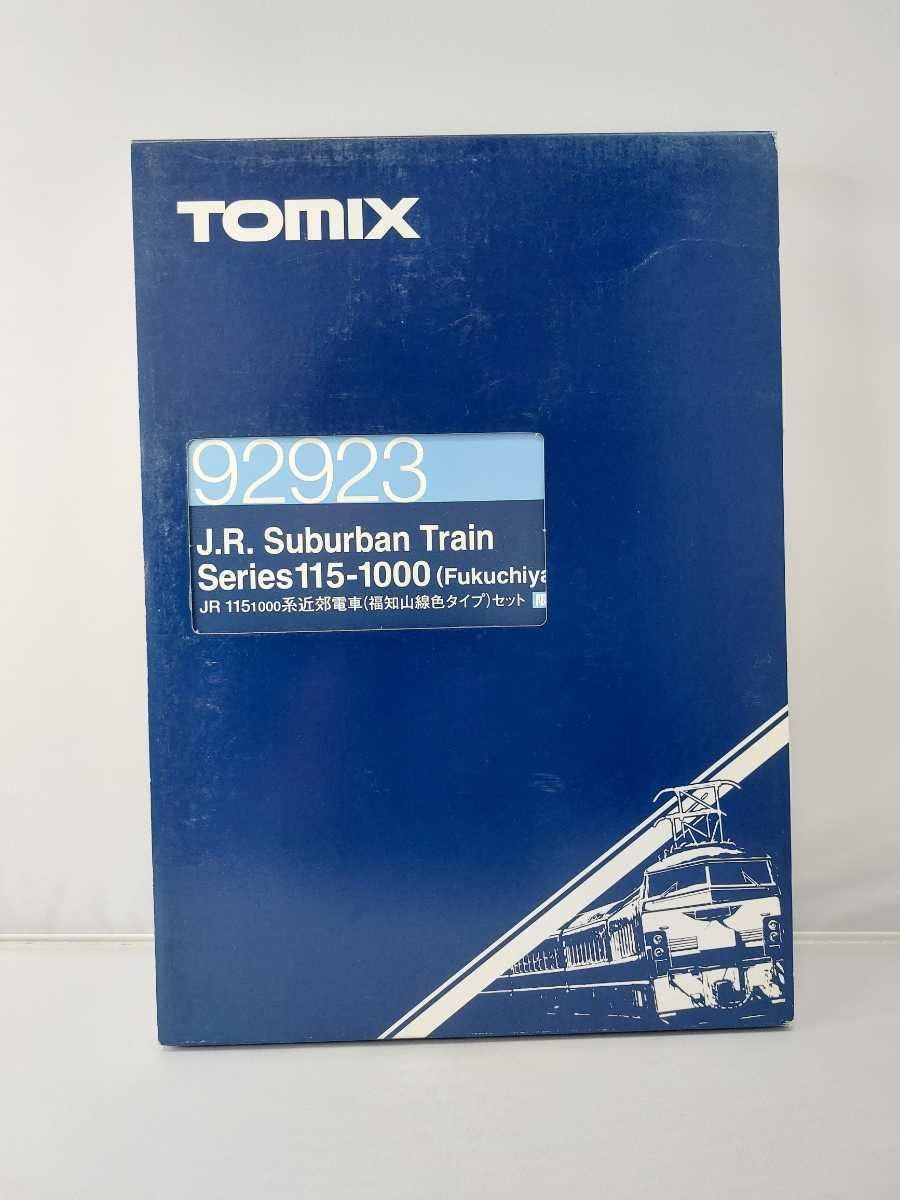 TOMIX
92923
J.R. Suburban Train
Series115-1000 (Fukuchiya
JR 1151000系近郊電車(福知山線色タイプ)セット